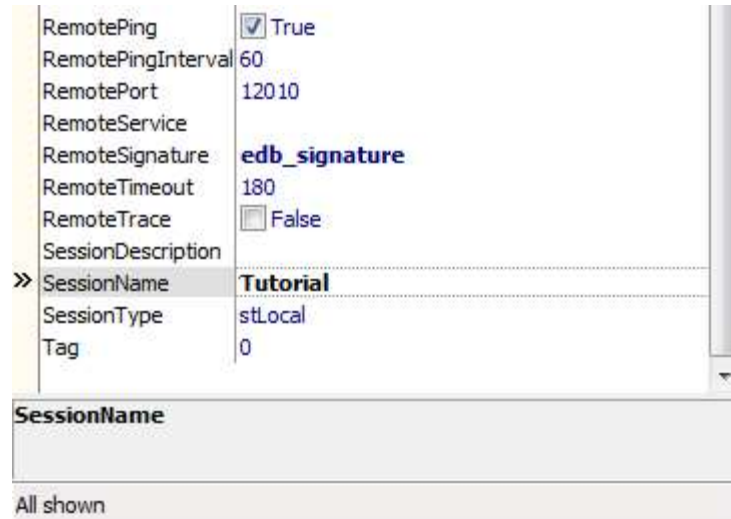 RemotePing True
RemotePingInterval 60
RemotePort 12010
RemoteService
RemoteSignature edb_signature
RemoteTimeout 180
RemoteTrace False
SessionDescription
» SessionName Tutorial
SessionType stLocal
Tag 0
SessionName
All shown